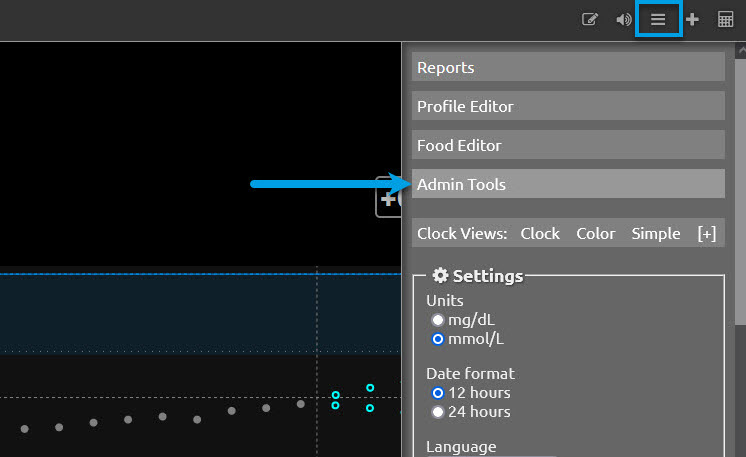 Reports
Profile Editor
Food Editor
Admin Tools
Clock Views: Clock Color Simple [+]
Settings
Units
mg/dL
mmol/L
Date format
12 hours
24 hours
Language